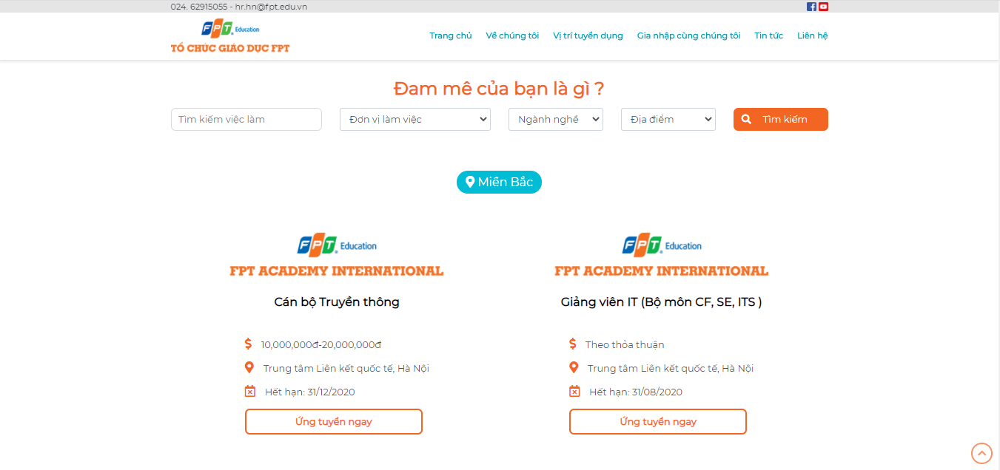 024. 62915055 - hr.hn@fpt.edu.vn
FPT Education
TỔ CHỨC GIÁO DỤC FPT
Trang chủ Về chúng tôi Vị trí tuyển dụng Gia nhập cùng chúng tôi Tin tức Liên hệ
Đam mê của bạn là gì ?
Tìm kiếm việc làm Đơn vị làm việc Ngành nghề Địa điểm Tìm kiếm
Miền Bắc
FPT Education
FPT ACADEMY INTERNATIONAL
Cán bộ Truyền thông
10,000,000đ-20,000,000đ
Trung tâm Liên kết quốc tế, Hà Nội
Hết hạn: 31/12/2020
Ứng tuyển ngay
FPT Education
FPT ACADEMY INTERNATIONAL
Giảng viên IT (Bộ môn CF, SE, ITS )
Theo thỏa thuận
Trung tâm Liên kết quốc tế, Hà Nội
Hết hạn: 31/08/2020
Ứng tuyển ngay